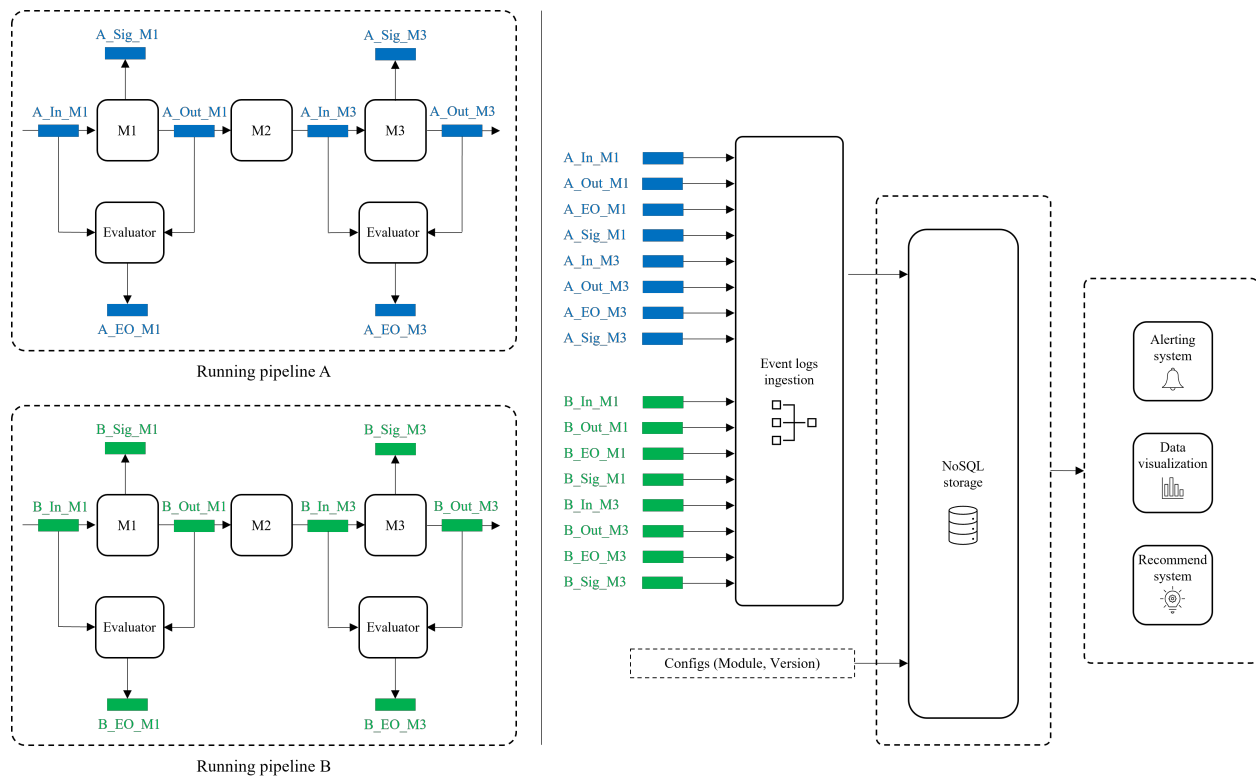 A_Sig_M1
A_Sig_M3
A_In_M1
M1
A_Out_M1
M2
A_In_M3
M3
A_Out_M3
Evaluator
Evaluator
A_EO_M1
A_EO_M3
Running pipeline A
B_Sig_M1
B_Sig_M3
B_In_M1
M1
B_Out_M1
M2
B_In_M3
M3
B_Out_M3
Evaluator
Evaluator
B_EO_M1
B_EO_M3
Running pipeline B
A_In_M1
A_Out_M1
A_EO_M1
A_Sig_M1
A_In_M3
A_Out_M3
A_EO_M3
A_Sig_M3
B_In_M1
B_Out_M1
B_EO_M1
B_Sig_M1
B_In_M3
B_Out_M3
B_EO_M3
B_Sig_M3
Event logs
ingestion
Configs (Module, Version)
NoSQL
storage
Alerting
system
Data
visualization
Recommend
system